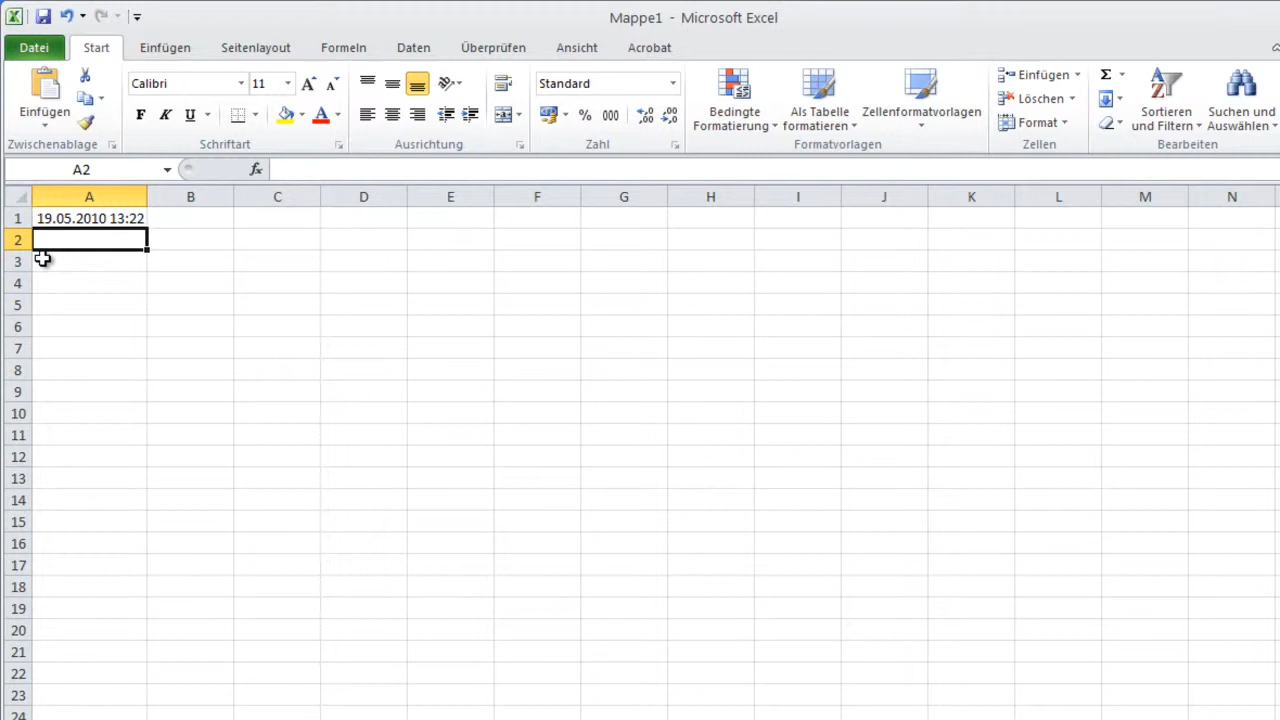 Mappe1 - Microsoft Excel
Datei Start Einfügen Seitenlayout Formeln Daten Überprüfen Ansicht Acrobat
Einfügen
Zwischenablage
Calibri 11 A A
F K U A
Schriftart
Ausrichtung
Standard
% 000
Zahl
Bedingte Formatierung
Als Tabelle formatieren
Zellenformatvorlagen
Formatvorlagen
Einfügen
Löschen
Format
Zellen
Σ
Sortieren und Filtern
Suchen und Auswählen
Bearbeiten
A2 fx
A B C D E F G H I J K L M N
1 19.05.2010 13:22
2
3
4
5
6
7
8
9
10
11
12
13
14
15
16
17
18
19
20
21
22
23
24